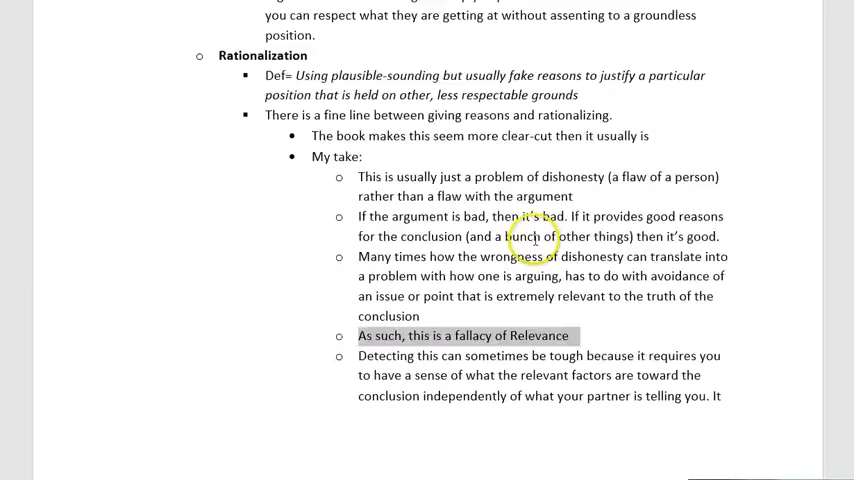 you can respect what they are getting at without assenting to a groundless
position.
o Rationalization
▪ Def= Using plausible-sounding but usually fake reasons to justify a particular
position that is held on other, less respectable grounds
▪ There is a fine line between giving reasons and rationalizing.
• The book makes this seem more clear-cut then it usually is
• My take:
o This is usually just a problem of dishonesty (a flaw of a person)
rather than a flaw with the argument
o If the argument is bad, then it's bad. If it provides good reasons
for the conclusion (and a bunch of other things) then it's good.
o Many times how the wrongness of dishonesty can translate into
a problem with how one is arguing, has to do with avoidance of
an issue or point that is extremely relevant to the truth of the
conclusion
o As such, this is a fallacy of Relevance
o Detecting this can sometimes be tough because it requires you
to have a sense of what the relevant factors are toward the
conclusion independently of what your partner is telling you. It